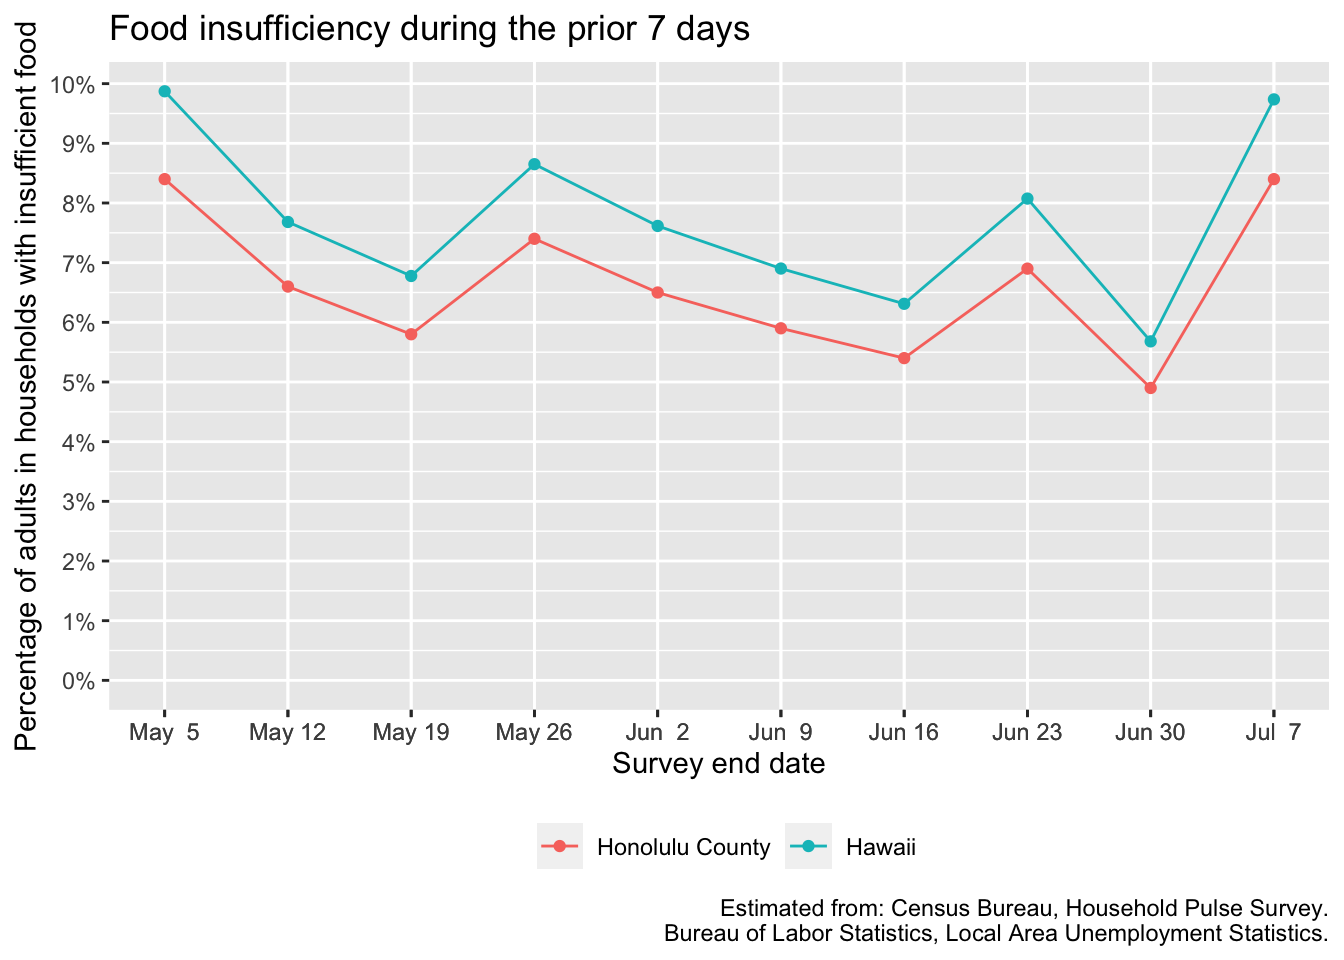 Food insufficiency during the prior 7 days
Percentage of adults in households with insufficient food
10%
9%
8%
7%
6%
5%
4%
3%
2%
1%
0%
May  5 May 12 May 19 May 26 Jun  2 Jun  9 Jun 16 Jun 23 Jun 30 Jul  7
Survey end date
Honolulu County Hawaii
Estimated from: Census Bureau, Household Pulse Survey.
Bureau of Labor Statistics, Local Area Unemployment Statistics.